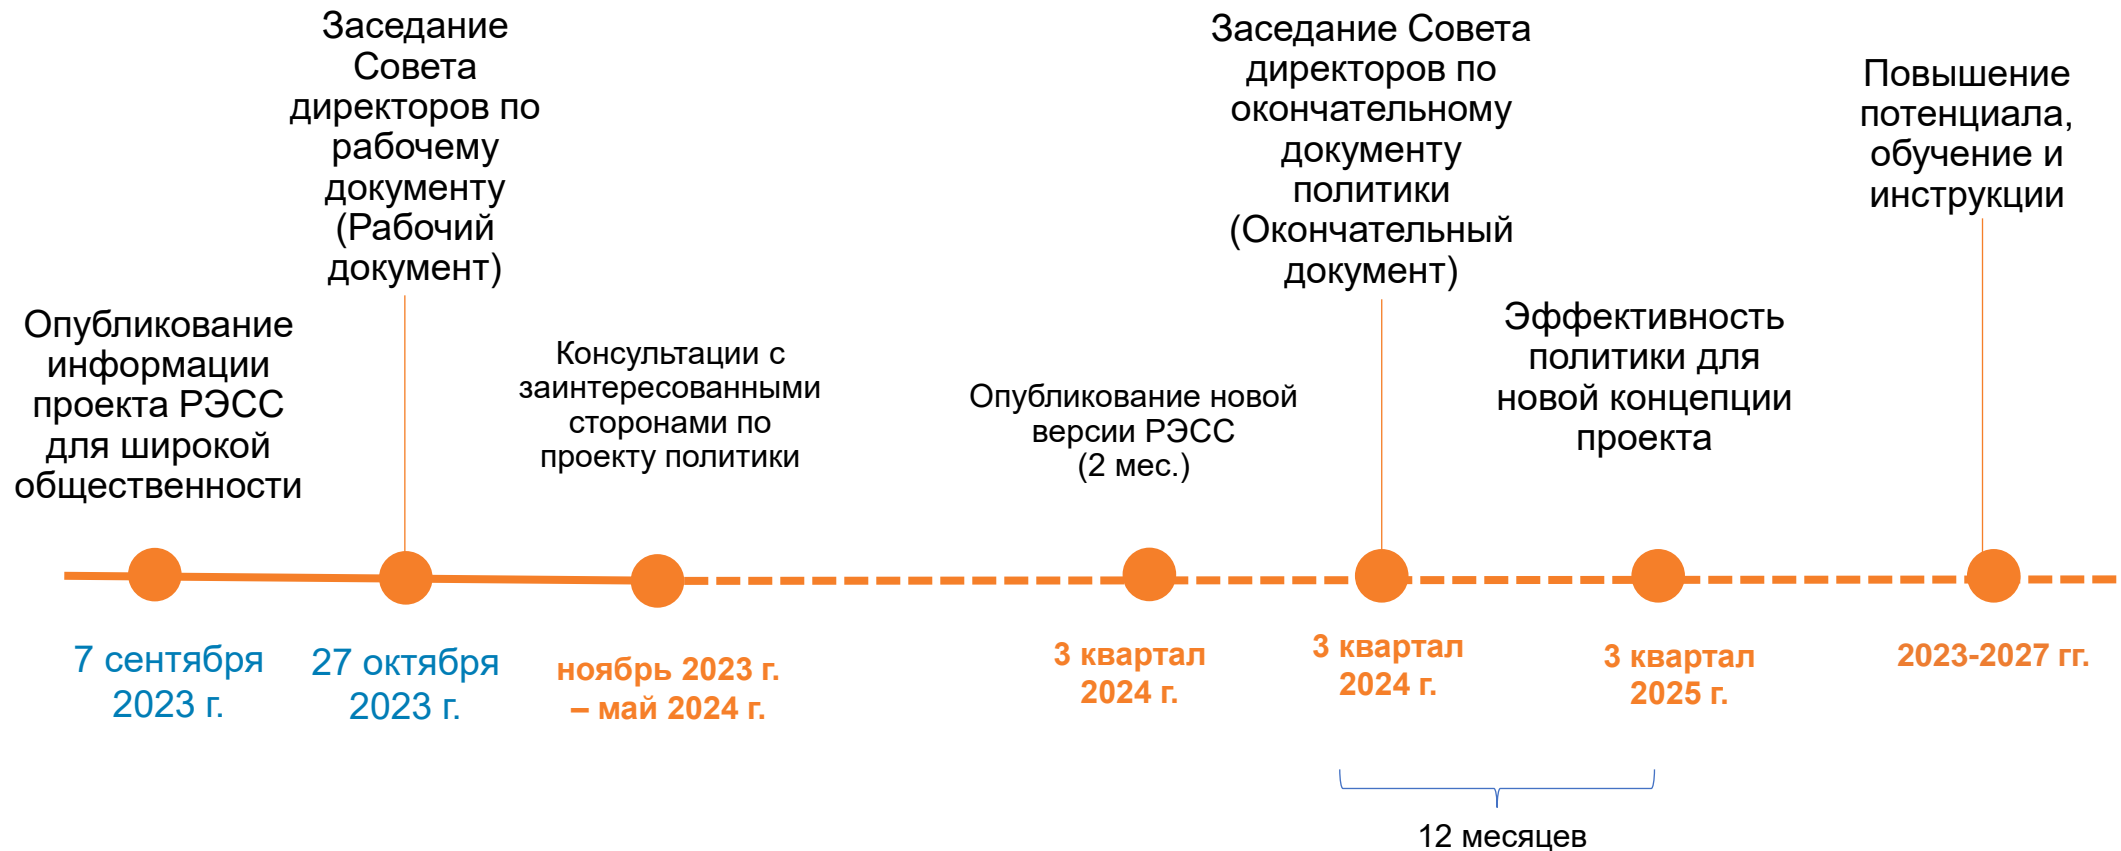 Опубликование
информации
проекта РЭСС
для широкой
общественности
7 сентября
2023 г.
Заседание
Совета
директоров по
рабочему
документу
(Рабочий
документ)
27 октября
2023 г.
Консультации с
заинтересованными
сторонами по
проекту политики
ноябрь 2023 г.
– май 2024 г.
Опубликование новой
версии РЭСС
(2 мес.)
3 квартал
2024 г.
Заседание Совета
директоров по
окончательному
документу
политики
(Окончательный
документ)
3 квартал
2024 г.
Эффективность
политики для
новой концепции
проекта
3 квартал
2025 г.
Повышение
потенциала,
обучение и
инструкции
2023-2027 гг.
12 месяцев